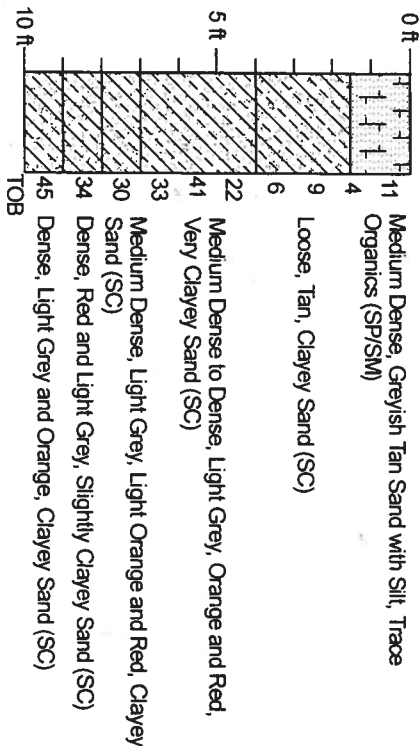 0 ft
11
Medium Dense, Greyish Tan Sand with Silt, Trace
Organics (SP/SM)
4
9
Loose, Tan, Clayey Sand (SC)
6
5 ft
22
41
Medium Dense to Dense, Light Grey, Orange and Red,
Very Clayey Sand (SC)
33
30
Medium Dense, Light Grey, Light Orange and Red, Clayey
Sand (SC)
34
Dense, Red and Light Grey, Slightly Clayey Sand (SC)
45
Dense, Light Grey and Orange, Clayey Sand (SC)
10 ft
TOB